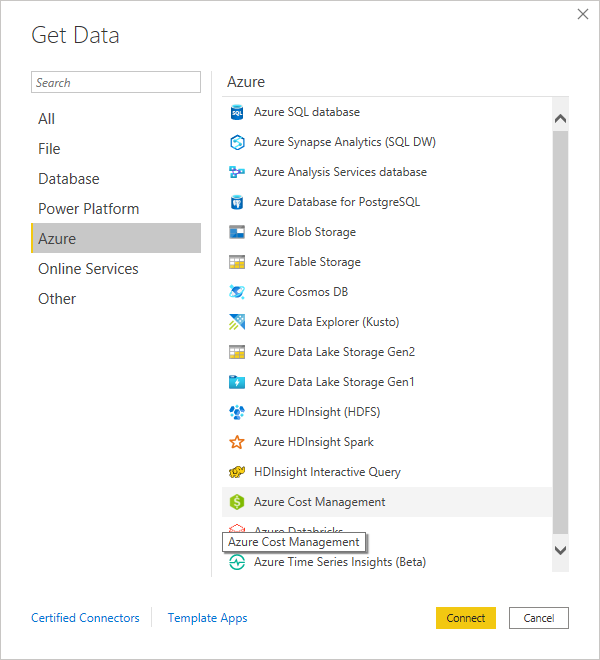 Get Data
Search
All
File
Database
Power Platform
Azure
Online Services
Other
Azure
Azure SQL database
Azure Synapse Analytics (SQL DW)
Azure Analysis Services database
Azure Database for PostgreSQL
Azure Blob Storage
Azure Table Storage
Azure Cosmos DB
Azure Data Explorer (Kusto)
Azure Data Lake Storage Gen2
Azure Data Lake Storage Gen1
Azure HDInsight (HDFS)
Azure HDInsight Spark
HDInsight Interactive Query
Azure Cost Management
Azure Databricks
Azure Cost Management
Azure Time Series Insights (Beta)
Certified Connectors
Template Apps
Connect
Cancel